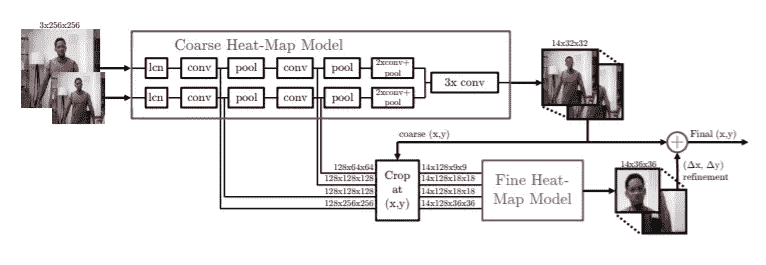 3x256x256
Coarse Heat-Map Model
14x32x32
lcn
conv
pool
conv
pool
2xconv+
pool
3x conv
lcn
conv
pool
conv
pool
2xconv+
pool
coarse (x,y)
Final (x,y)
128x64x64
128x128x128
128x128x128
128x256x256
Crop
at
(x,y)
14x128x9x9
14x128x18x18
14x128x18x18
14x128x36x36
Fine Heat-
Map Model
14x36x36
(Δx, Δy)
refinement